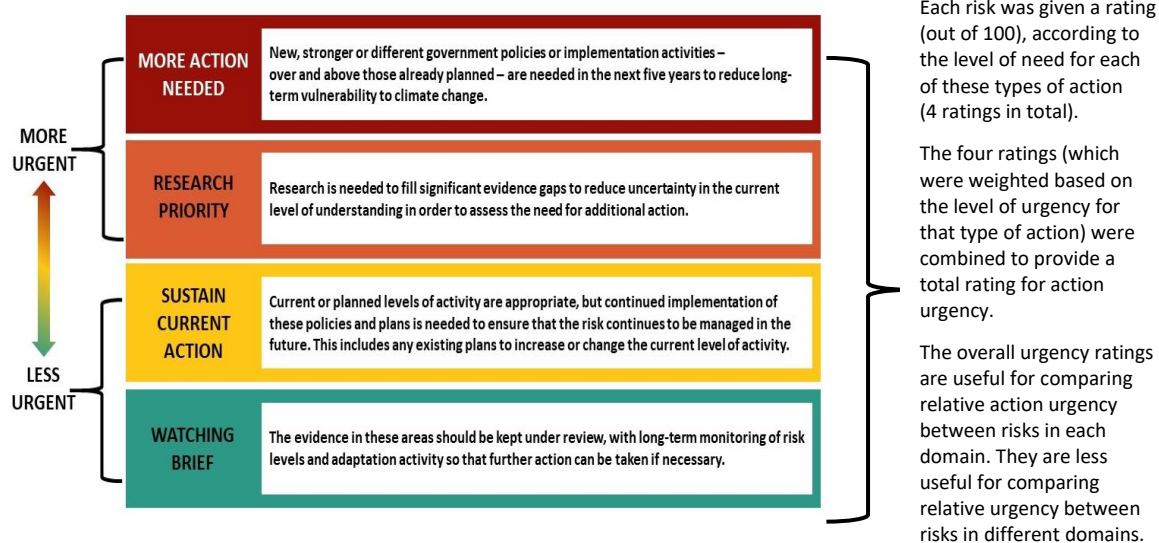 MORE
URGENT
LESS
URGENT
MORE ACTION
NEEDED
New, stronger or different government policies or implementation activities –
over and above those already planned – are needed in the next five years to reduce long-
term vulnerability to climate change.
RESEARCH
PRIORITY
Research is needed to fill significant evidence gaps to reduce uncertainty in the current
level of understanding in order to assess the need for additional action.
SUSTAIN
CURRENT
ACTION
Current or planned levels of activity are appropriate, but continued implementation of
these policies and plans is needed to ensure that the risk continues to be managed in the
future. This includes any existing plans to increase or change the current level of activity.
WATCHING
BRIEF
The evidence in these areas should be kept under review, with long-term monitoring of risk
levels and adaptation activity so that further action can be taken if necessary.
Each risk was given a rating
(out of 100), according to
the level of need for each
of these types of action
(4 ratings in total).
The four ratings (which
were weighted based on
the level of urgency for
that type of action) were
combined to provide a
total rating for action
urgency.
The overall urgency ratings
are useful for comparing
relative action urgency
between risks in each
domain. They are less
useful for comparing
relative urgency between
risks in different domains.